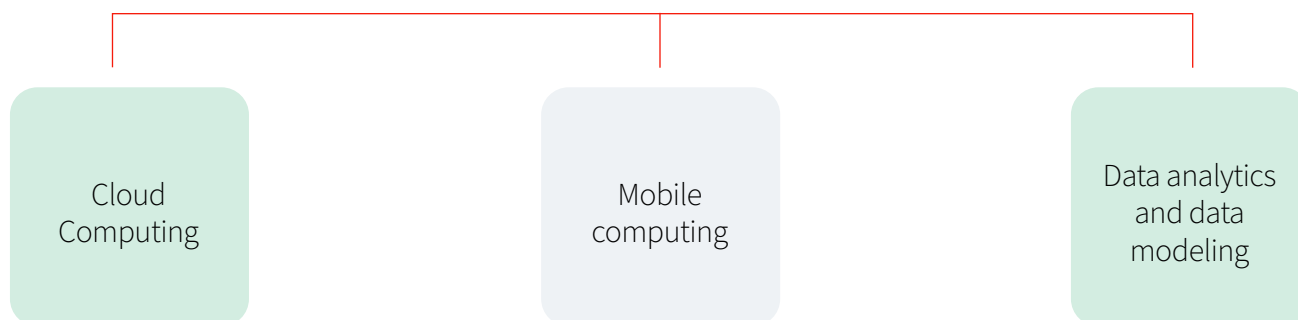 Cloud
Computing
Mobile
computing
Data analytics
and data
modeling